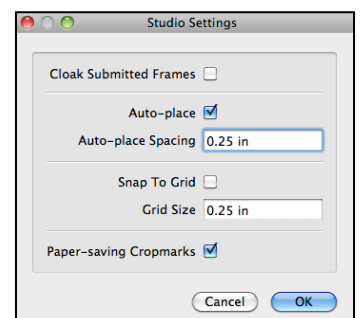 Studio Settings
Cloak Submitted Frames
Auto-place
Auto-place Spacing 0.25 in
Snap To Grid
Grid Size 0.25 in
Paper-saving Cropmarks
Cancel OK